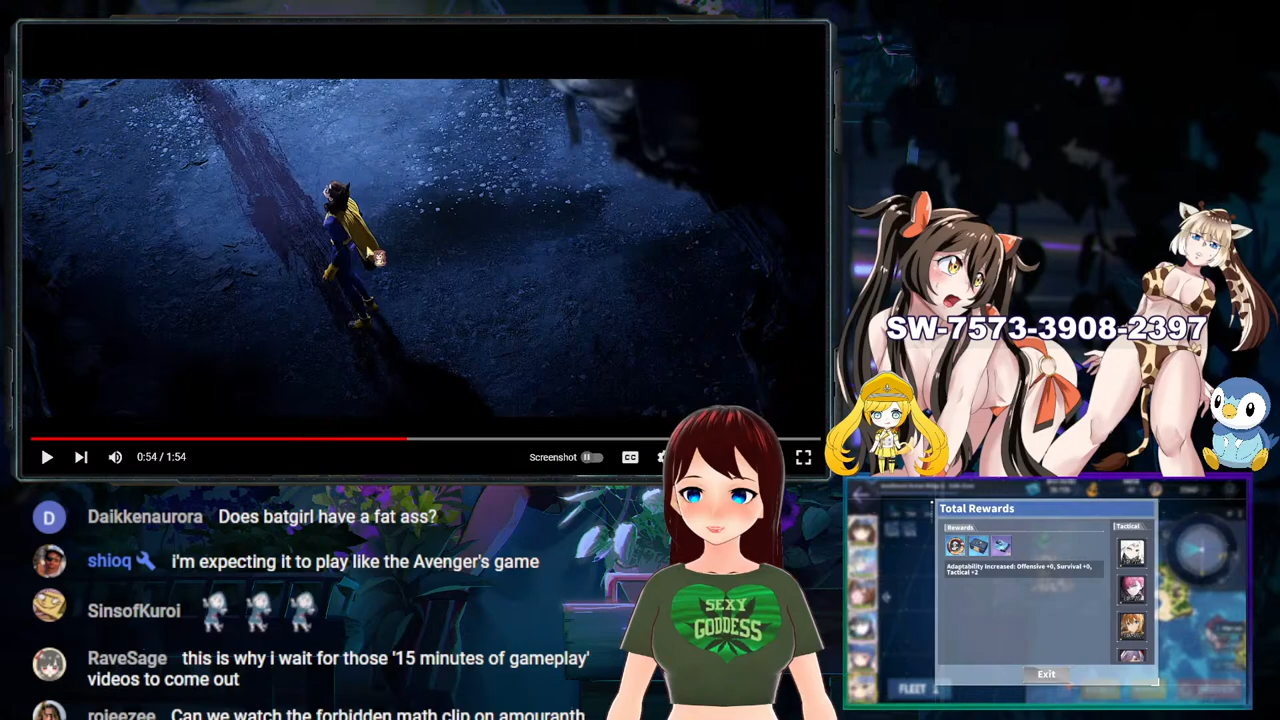 SW-7573-3908-2397
0:54 / 1:54
Screenshot
CC
Total Rewards
Rewards
Tactical
Adaptability Increased: Offensive +0, Survival +0,
Tactical +2
Exit
FLEET
SEXY
GODDESS
D
Daikkenaurora Does batgirl have a fat ass?
shioq i'm expecting it to play like the Avenger's game
SinsofKuroi
RaveSage this is why i wait for those '15 minutes of gameplay'
videos to come out
rojeezee Can we watch the forbidden math clip on amouranth